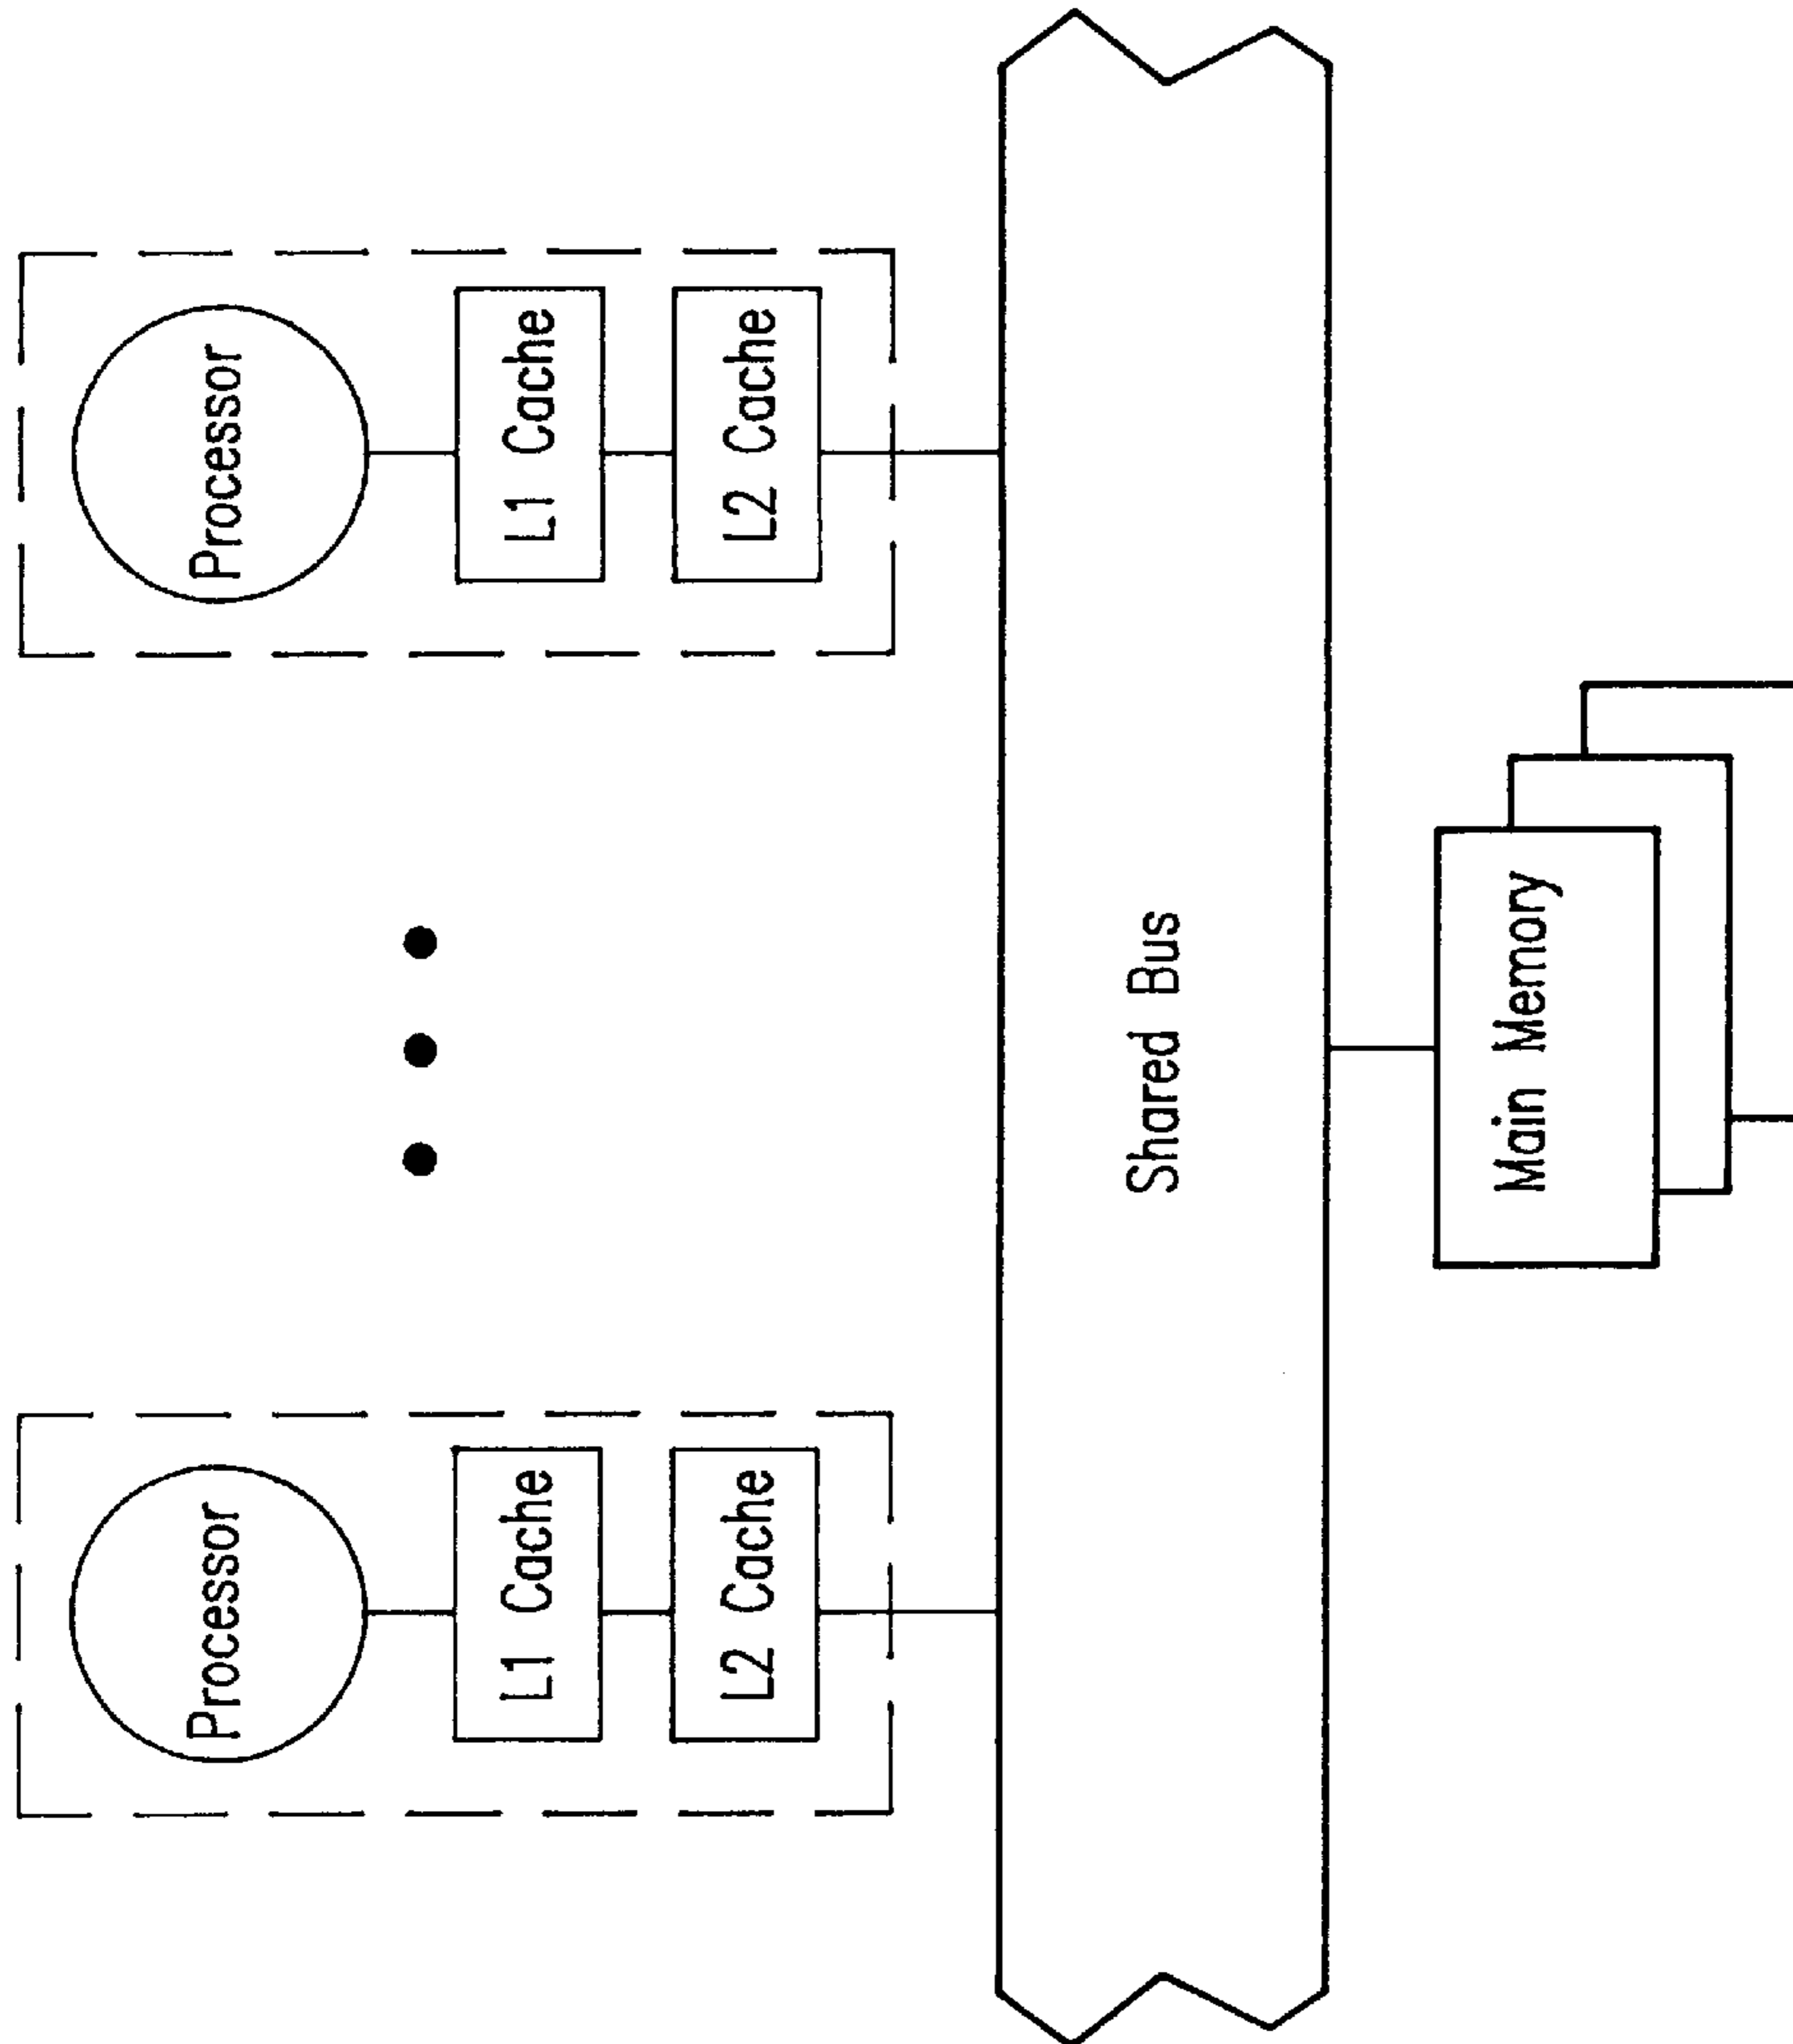 Processor
L1 Cache
L2 Cache
Processor
L1 Cache
L2 Cache
Shared Bus
Main Memory